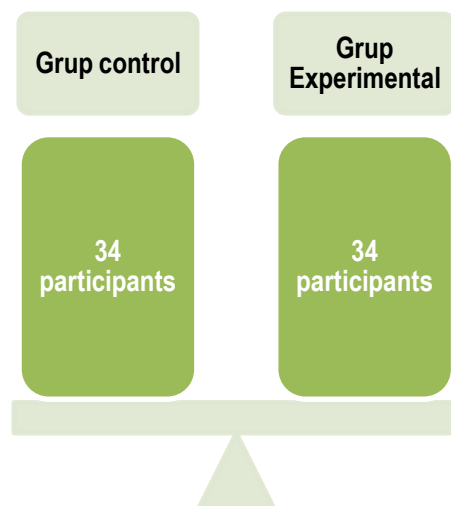 Grup control
Grup
Experimental
34
participants
34
participants